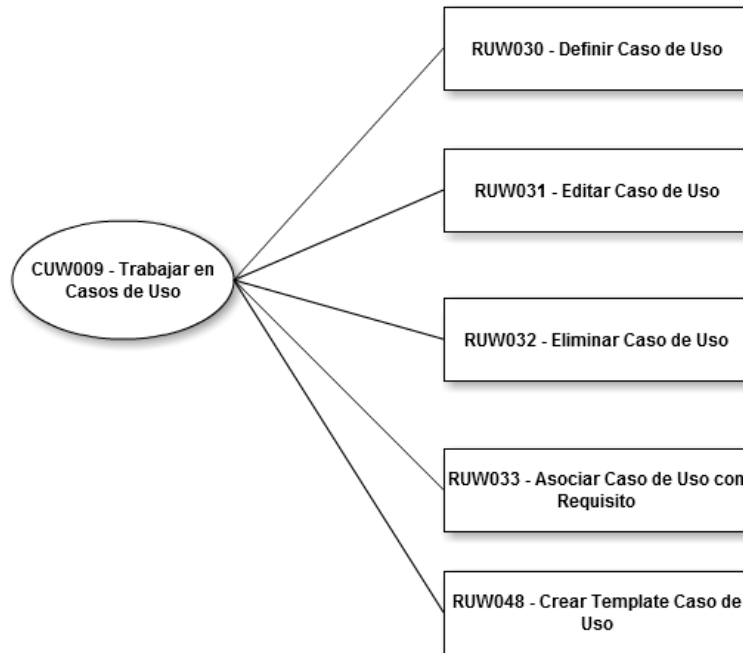 RUW030 - Definir Caso de Uso
RUW031 - Editar Caso de Uso
CUW009 - Trabajar en
Casos de Uso
RUW032 - Eliminar Caso de Uso
RUW033 - Asociar Caso de Uso con
Requisito
RUW048 - Crear Template Caso de
Uso